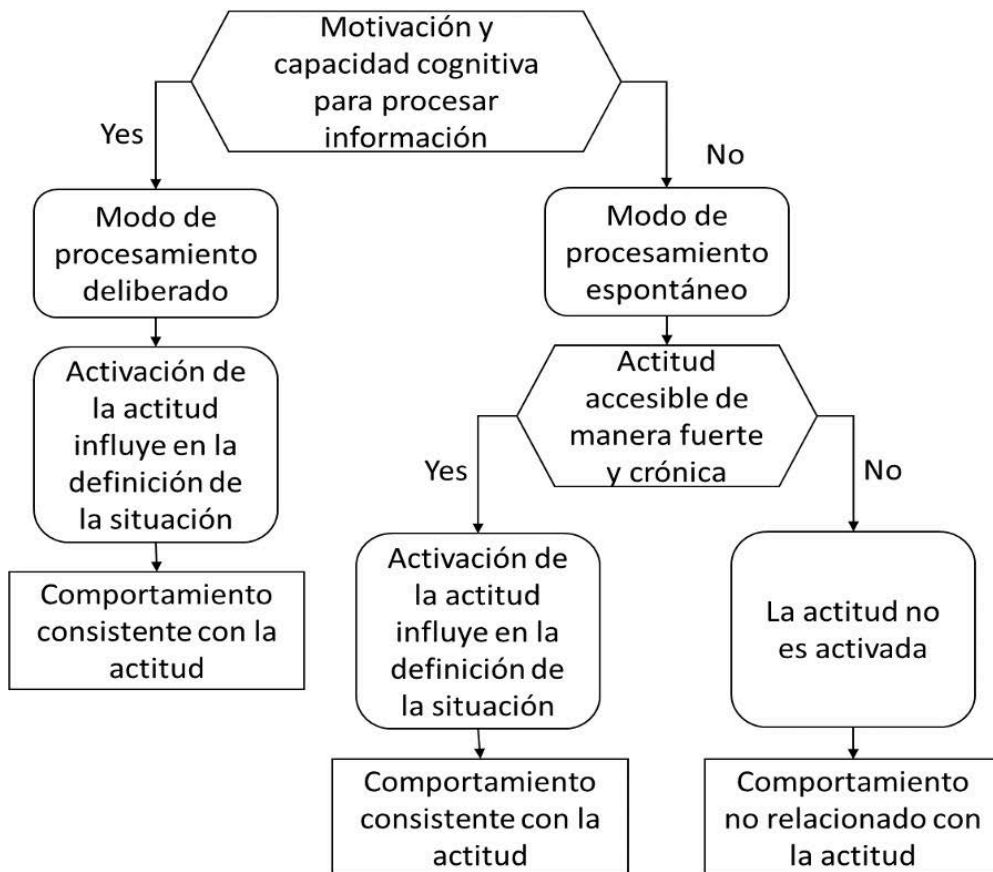 Motivación y
capacidad cognitiva
para procesar
información
Yes
No
Modo de
procesamiento
deliberado
Modo de
procesamiento
espontáneo
Activación de
la actitud
influye en la
definición de
la situación
Actitud
accesible de
manera fuerte
y crónica
Yes
No
Comportamiento
consistente con la
actitud
Activación de
la actitud
influye en la
definición de
la situación
La actitud no
es activada
Comportamiento
consistente con la
actitud
Comportamiento
no relacionado con
la actitud